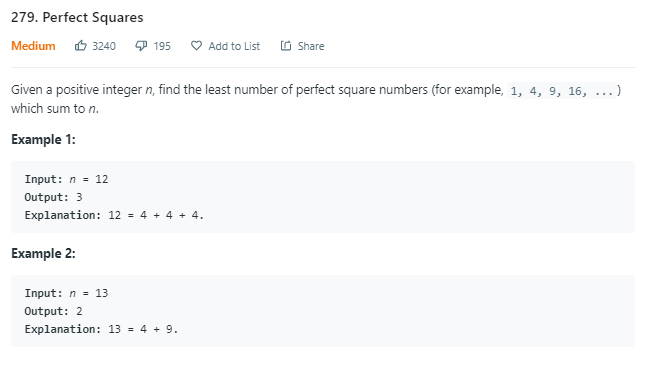 279. Perfect Squares
Medium 3240 195 Add to List Share
Given a positive integer n, find the least number of perfect square numbers (for example, 1, 4, 9, 16, ...)
which sum to n.
Example 1:
Input: n = 12
Output: 3
Explanation: 12 = 4 + 4 + 4.
Example 2:
Input: n = 13
Output: 2
Explanation: 13 = 4 + 9.